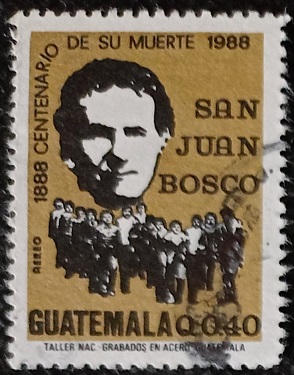 1888 CENTENARIO DE SU MUERTE 1988
SAN
JUAN
BOSCO
AEREO
GUATEMALA Q0.40
TALLER NAC. GRABADOS EN ACERO GUATEMALA